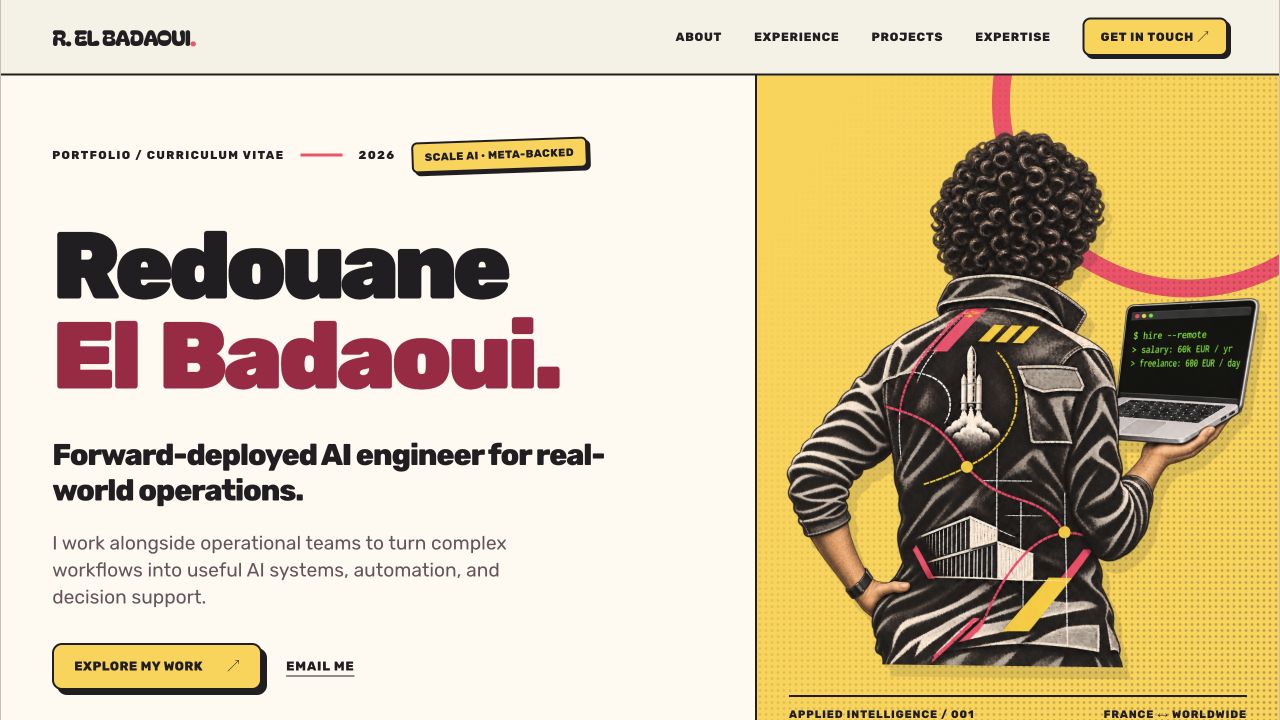 R. EL BADAOUI.
ABOUT
EXPERIENCE
PROJECTS
EXPERTISE
GET IN TOUCH ↗
PORTFOLIO / CURRICULUM VITAE
2026
SCALE AI · META-BACKED
Redouane
El Badaoui.
Forward-deployed AI engineer for real-
world operations.
I work alongside operational teams to turn complex
workflows into useful AI systems, automation, and
decision support.
EXPLORE MY WORK ↗
EMAIL ME
$ hire --remote
> salary: 60k EUR / yr
> freelance: 600 EUR / day
APPLIED INTELLIGENCE / 001
FRANCE ↔ WORLDWIDE